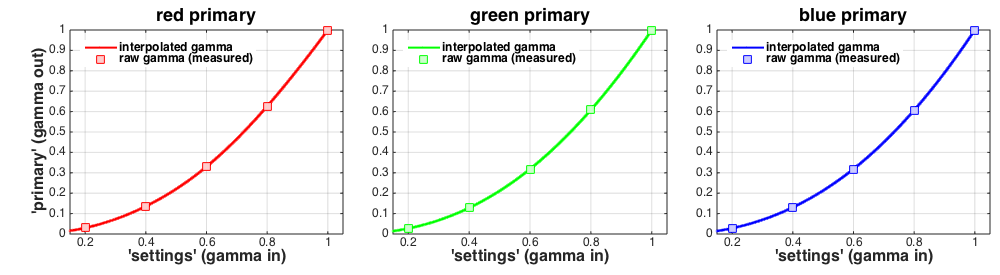 red primary
green primary
blue primary
interpolated gamma
raw gamma (measured)
interpolated gamma
raw gamma (measured)
interpolated gamma
raw gamma (measured)
'primary' (gamma out)
1
0.9
0.8
0.7
0.6
0.5
0.4
0.3
0.2
0.1
0
0.2 0.4 0.6 0.8 1
'settings' (gamma in)
1
0.9
0.8
0.7
0.6
0.5
0.4
0.3
0.2
0.1
0
0.2 0.4 0.6 0.8 1
'settings' (gamma in)
1
0.9
0.8
0.7
0.6
0.5
0.4
0.3
0.2
0.1
0
0.2 0.4 0.6 0.8 1
'settings' (gamma in)